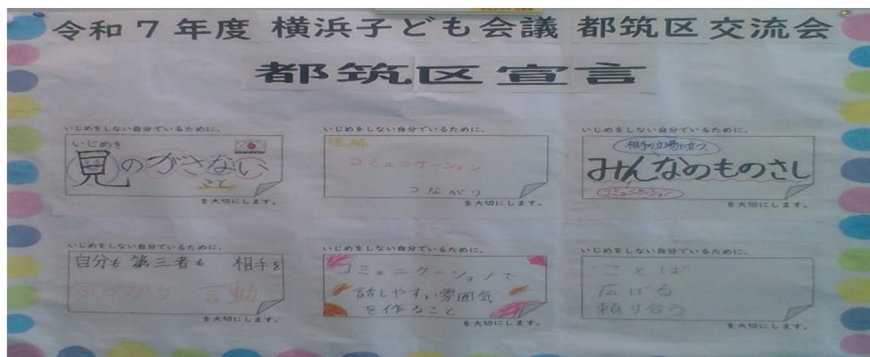 令和7年度 横浜子ども会議 都筑区交流会
都筑区宣言
いじめをしない自分でいるために、
いじめを
見のがさない
こと
を大切にします。
いじめをしない自分でいるために、
理解
コミュニケーション
つながり
を大切にします。
いじめをしない自分でいるために、
相手の立場に立つ
みんなのものさし
コミュニケーション
を大切にします。
いじめをしない自分でいるために、
自分も 第三者も 相手を
言動
を大切にします。
いじめをしない自分でいるために、
コミュニケーションで
話しやすい雰囲気
を作ること
を大切にします。
いじめをしない自分でいるために、
ことば
広げる
頼り合う
を大切にします。